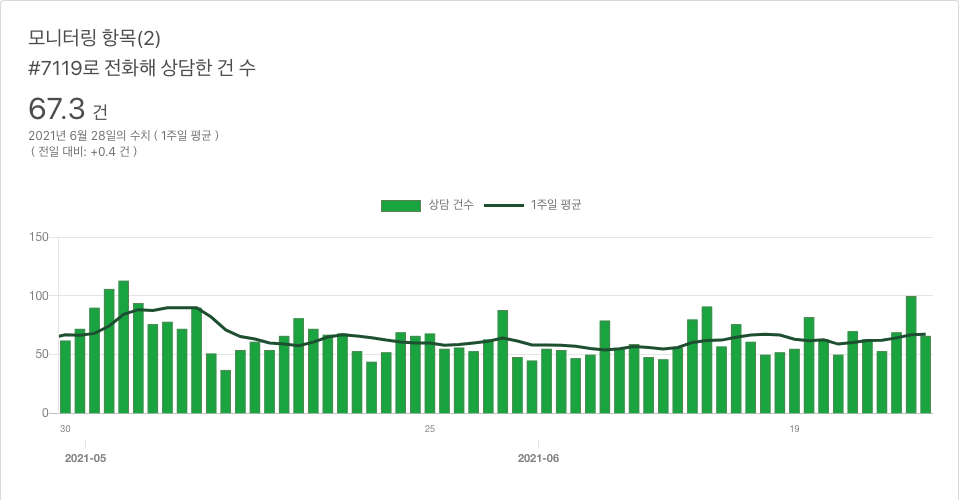 모니터링 항목(2)
#7119로 전화해 상담한 건 수
67.3 건
2021년 6월 28일의 수치 ( 1주일 평균 )
( 전일 대비: +0.4 건 )
상담 건수 1주일 평균
150
100
50
0
30 25 19
2021-05 2021-06